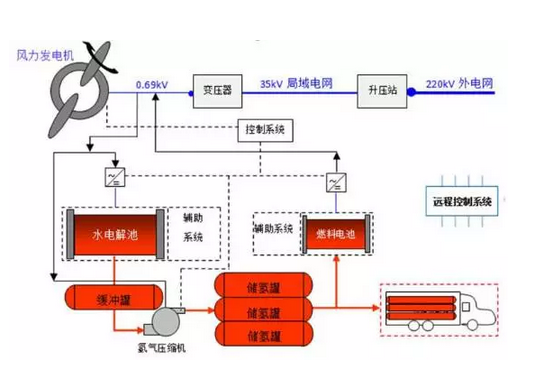 风力发电机
0.69kV
变压器
35kV 局域电网
升压站
220kV 外电网
控制系统
远程控制系统
水电解池
辅助
系统
辅助系统
燃料电池
缓冲罐
氢气压缩机
储氢罐
储氢罐
储氢罐